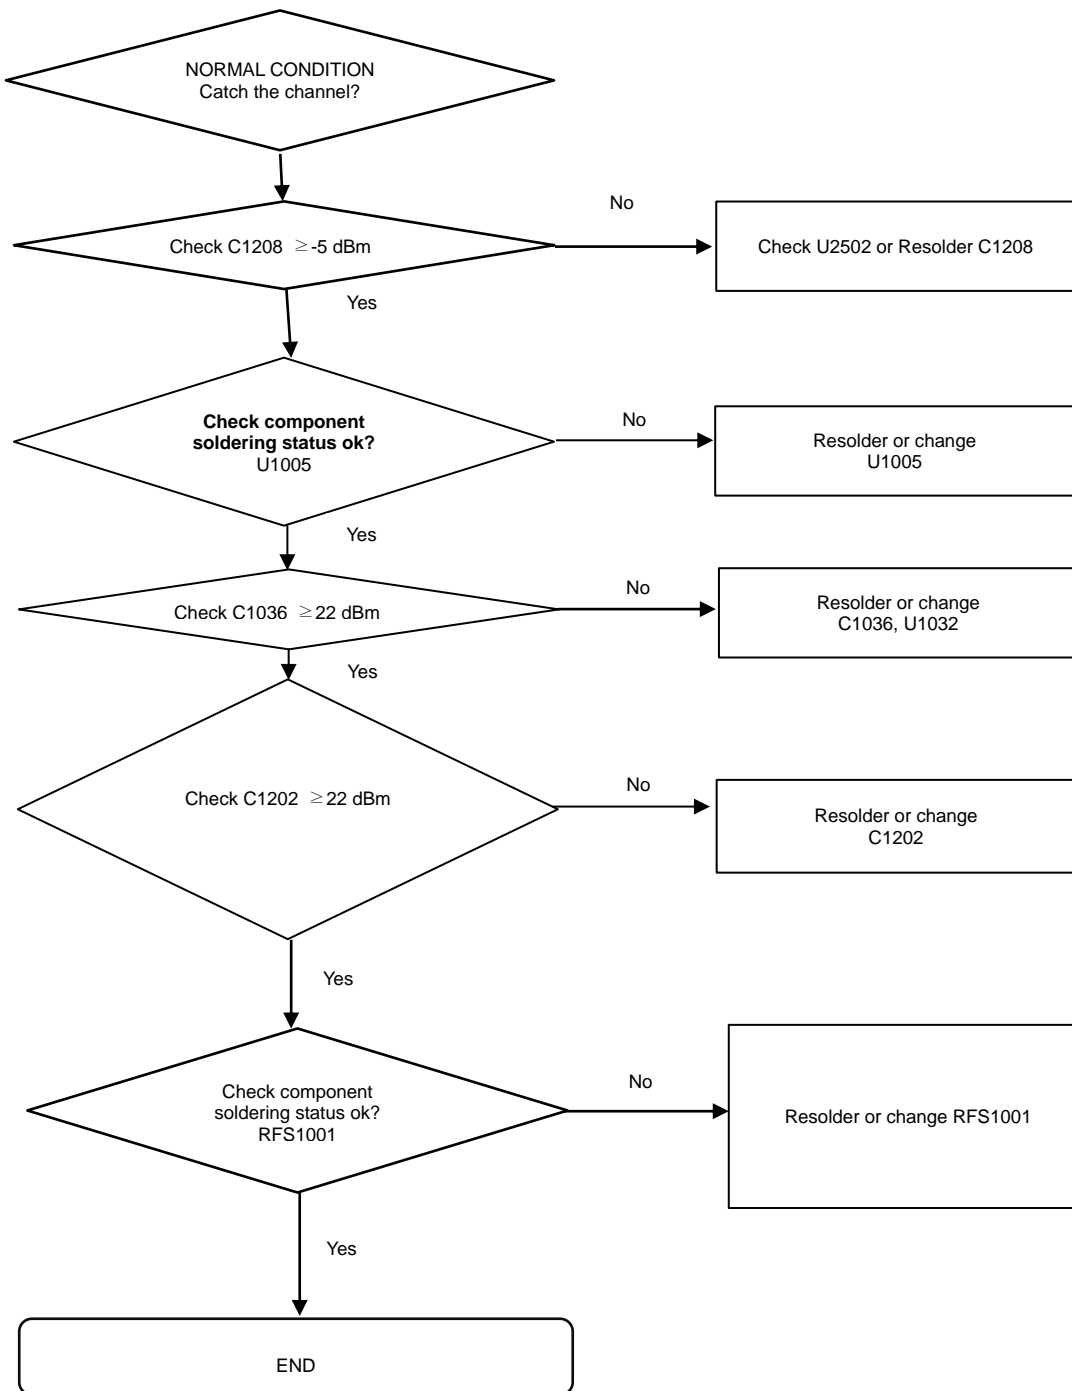 NORMAL CONDITION
Catch the channel?
No
Check C1208 ≥-5 dBm
Check U2502 or Resolder C1208
Yes
Check component
soldering status ok?
U1005
No
Resolder or change
U1005
Yes
Check C1036 ≥22 dBm
No
Resolder or change
C1036, U1032
Yes
Check C1202 ≥22 dBm
No
Resolder or change
C1202
Yes
Check component
soldering status ok?
RFS1001
No
Resolder or change RFS1001
Yes
END